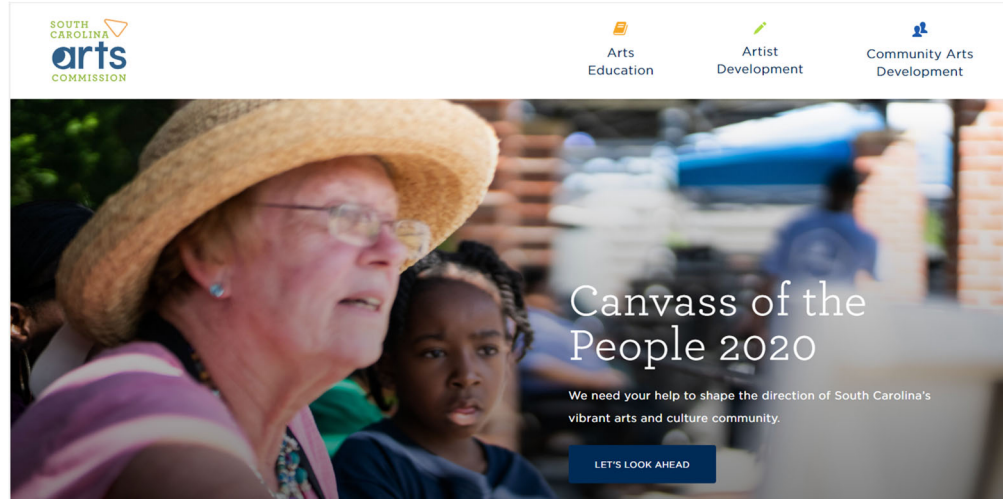 SOUTH
CAROLINA
arts
COMMISSION
Arts
Education
Artist
Development
Community Arts
Development
Canvass of the
People 2020
We need your help to shape the direction of South Carolina's
vibrant arts and culture community.
LET'S LOOK AHEAD